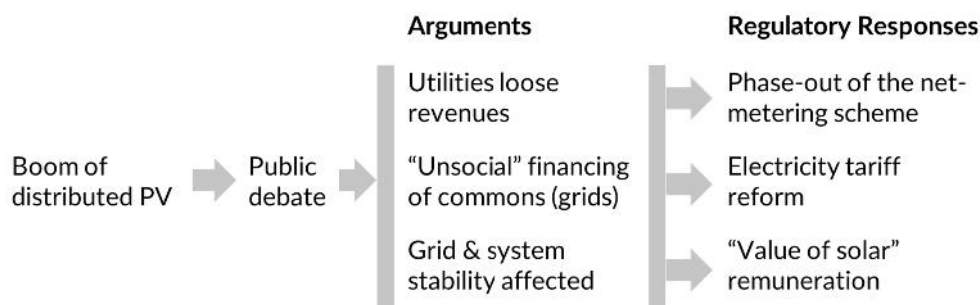 Arguments
Regulatory Responses
Boom of
distributed PV
Public
debate
Utilities loose
revenues
"Unsocial" financing
of commons (grids)
Grid & system
stability affected
Phase-out of the net-
metering scheme
Electricity tariff
reform
"Value of solar"
remuneration